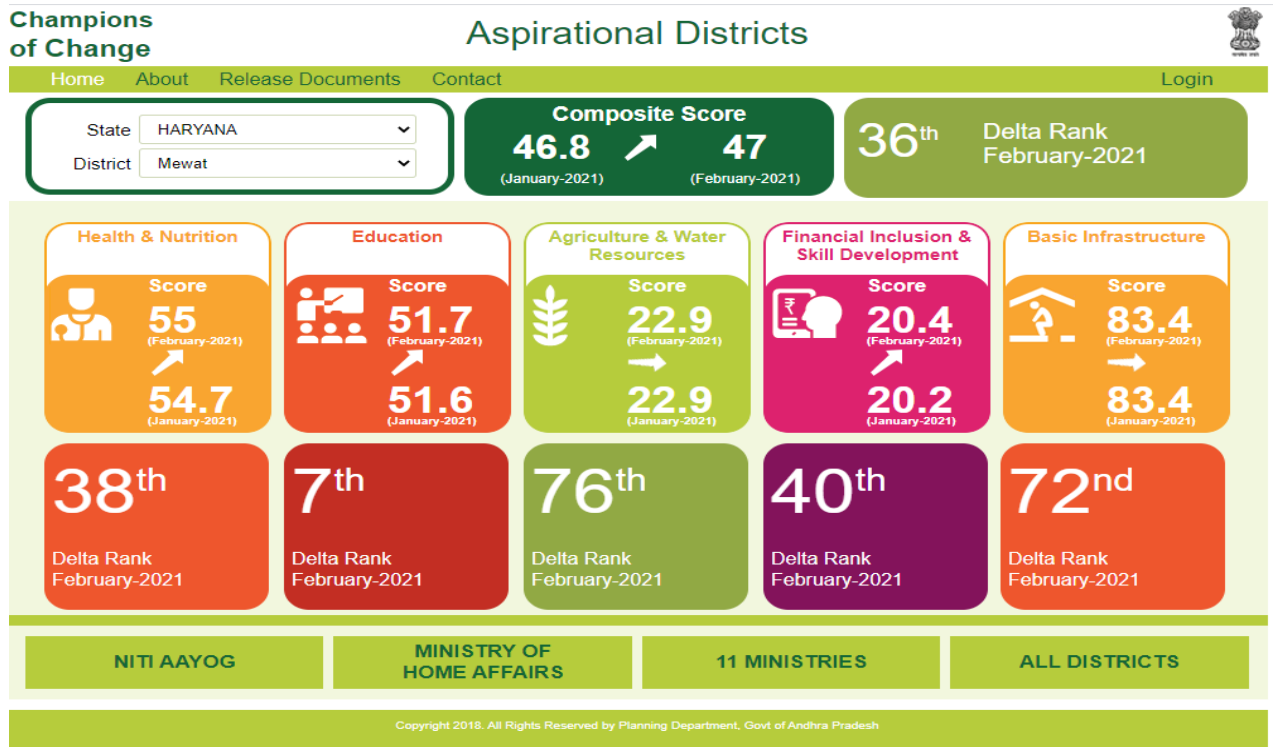 Champions
of Change
Aspirational Districts
Home About Release Documents Contact Login
State HARYANA
District Mewat
Composite Score
46.8 47
(January-2021) (February-2021)
36th
Delta Rank
February-2021
Health & Nutrition
Score
55
(February-2021)
54.7
(January-2021)
Education
Score
51.7
(February-2021)
51.6
(January-2021)
Agriculture & Water
Resources
Score
22.9
(February-2021)
22.9
(January-2021)
Financial Inclusion &
Skill Development
₹
Score
20.4
(February-2021)
20.2
(January-2021)
Basic Infrastructure
Score
83.4
(February-2021)
83.4
(January-2021)
38th
Delta Rank
February-2021
7th
Delta Rank
February-2021
76th
Delta Rank
February-2021
40th
Delta Rank
February-2021
72nd
Delta Rank
February-2021
NITI AAYOG
MINISTRY OF
HOME AFFAIRS
11 MINISTRIES
ALL DISTRICTS
Copyright 2018. All Rights Reserved by Planning Department, Govt of Andhra Pradesh